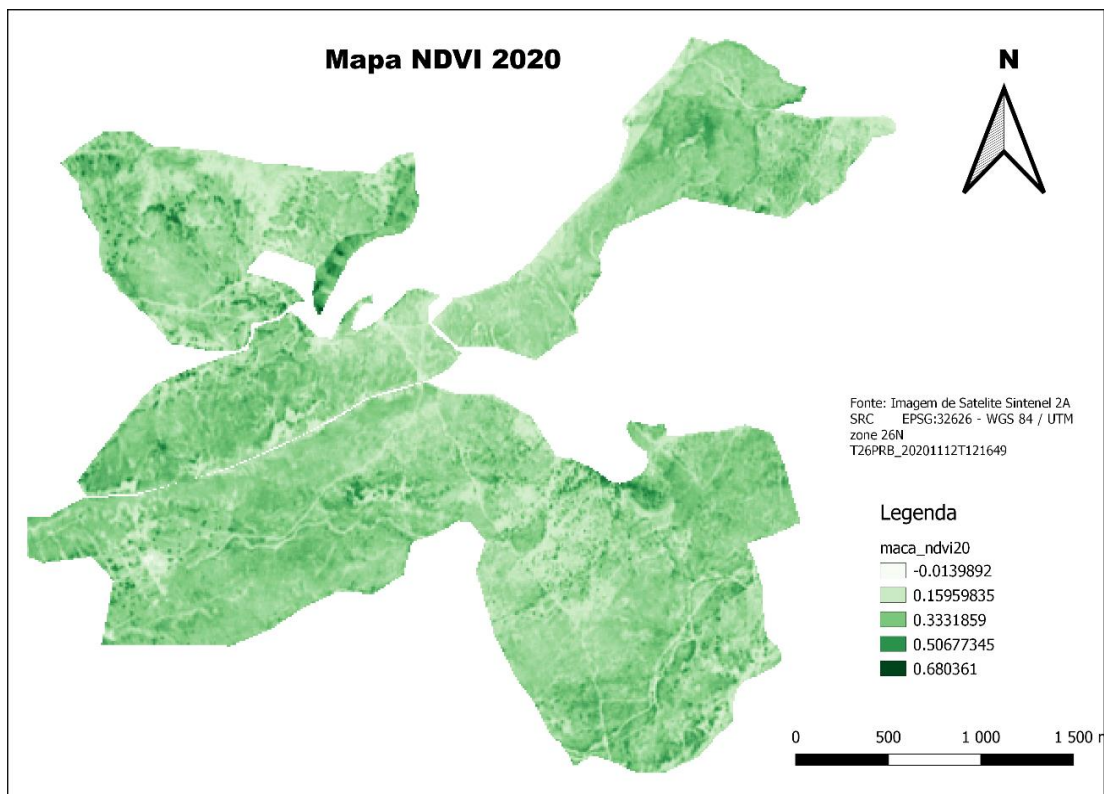 Mapa NDVI 2020
N
Fonte: Imagem de Satelite Sintenel 2A
SRC EPSG:32626 - WGS 84 / UTM
zone 26N
T26PRB_20201112T121649
Legenda
maca_ndvi20
-0.0139892
0.15959835
0.3331859
0.50677345
0.680361
0 500 1 000 1 500 m